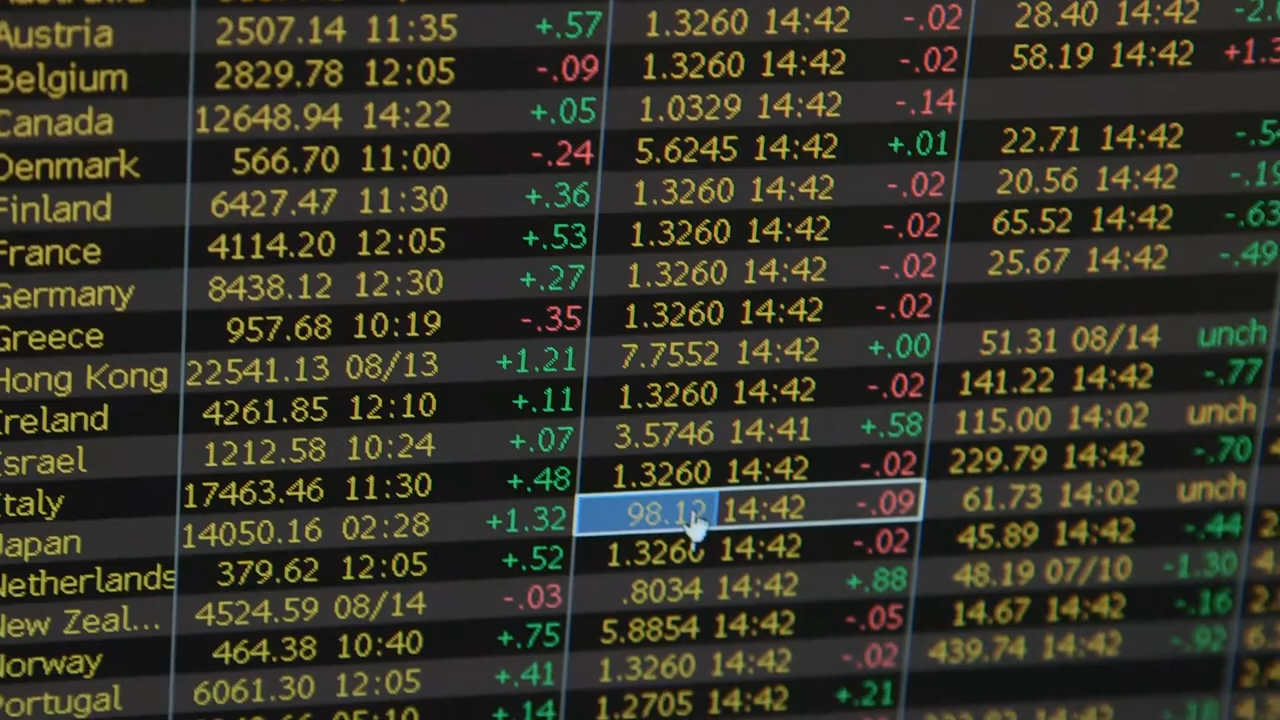 Austria 2507.14 11:35 +.57 1.3260 14:42 -.02 28.40 14:42
Belgium 2829.78 12:05 -.09 1.3260 14:42 -.02 58.19 14:42
Canada 12648.94 14:22 +.05 1.0329 14:42 -.14
Denmark 566.70 11:00 -.24 5.6245 14:42 +.01 22.71 14:42
Finland 6427.47 11:30 +.36 1.3260 14:42 -.02 20.56 14:42
France 4114.20 12:05 +.53 1.3260 14:42 -.02 65.52 14:42 -.63
Germany 8438.12 12:30 +.27 1.3260 14:42 -.02 25.67 14:42 -.49
Greece 957.68 10:19 -.35 1.3260 14:42 -.02
Hong Kong 22541.13 08/13 +1.21 7.7552 14:42 +.00 51.31 08/14 unch
Ireland 4261.85 12:10 +.11 1.3260 14:42 -.02 141.22 14:42 -.77
Israel 1212.58 10:24 +.07 3.5746 14:41 +.58 115.00 14:02 unch
Italy 17463.46 11:30 +.48 1.3260 14:42 -.02 229.79 14:42 -.70
Japan 14050.16 02:28 +1.32 98.12 14:42 -.09 61.73 14:02 unch
Netherlands 379.62 12:05 +.52 1.3260 14:42 -.02 45.89 14:42 -.44
New Zeal... 4524.59 08/14 -.03 .8034 14:42 +.88 48.19 07/10 -1.30
Norway 464.38 10:40 +.75 5.8854 14:42 -.05 14.67 14:42 -.16
Portugal 6061.30 12:05 +.41 1.3260 14:42 -.02 439.74 14:42 -.92
+.14 1.2705 14:42 +.21